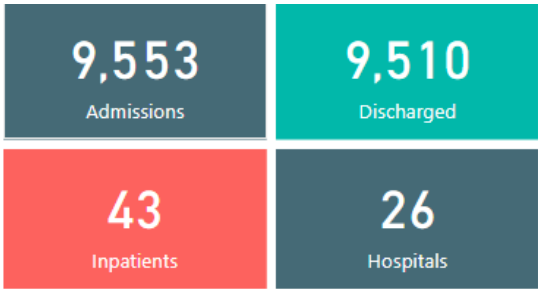 9,553
Admissions
9,510
Discharged
43
Inpatients
26
Hospitals